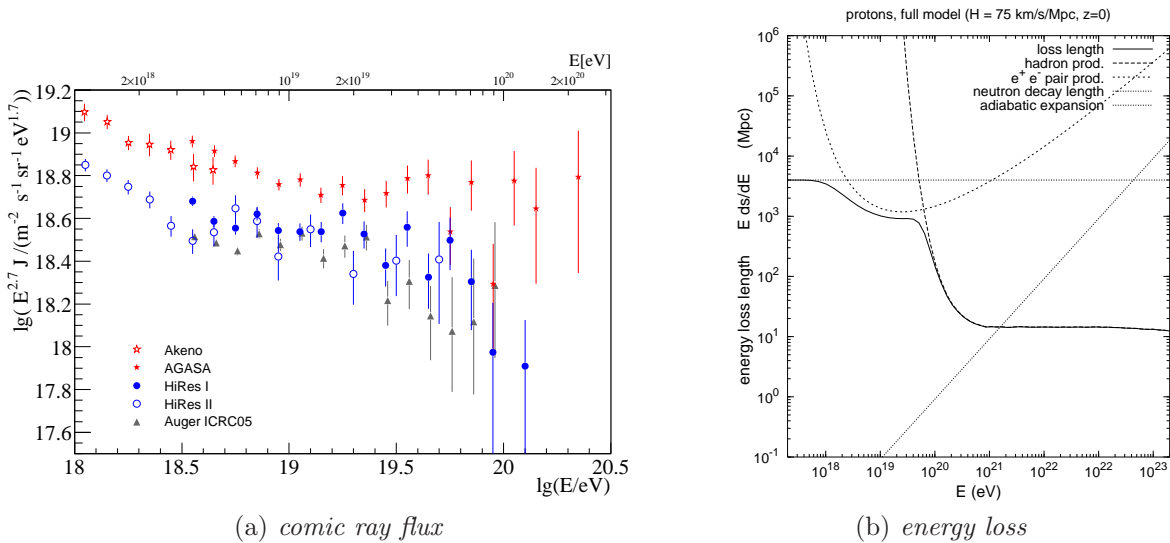 protons, full model (H = 75 km/s/Mpc, z=0)
E[eV]
2×10^18 10^19 2×10^19 10^20 2×10^20
19.2
19
18.8
18.6
18.4
18.2
18
17.8
17.6
lg( E^2.7 J /(m^-2 s^-1 sr^-1 eV^1.7))
Akeno
AGASA
HiRes I
HiRes II
Auger ICRC05
18 18.5 19 19.5 20 20.5
lg(E/eV)
(a) comic ray flux
10^6
10^5
10^4
10^3
10^2
10^1
10^0
10^-1
energy loss length E ds/dE (Mpc)
loss length
hadron prod.
e^+ e^- pair prod.
neutron decay length
adiabatic expansion
10^18 10^19 10^20 10^21 10^22 10^22 10^23
E (eV)
(b) energy loss